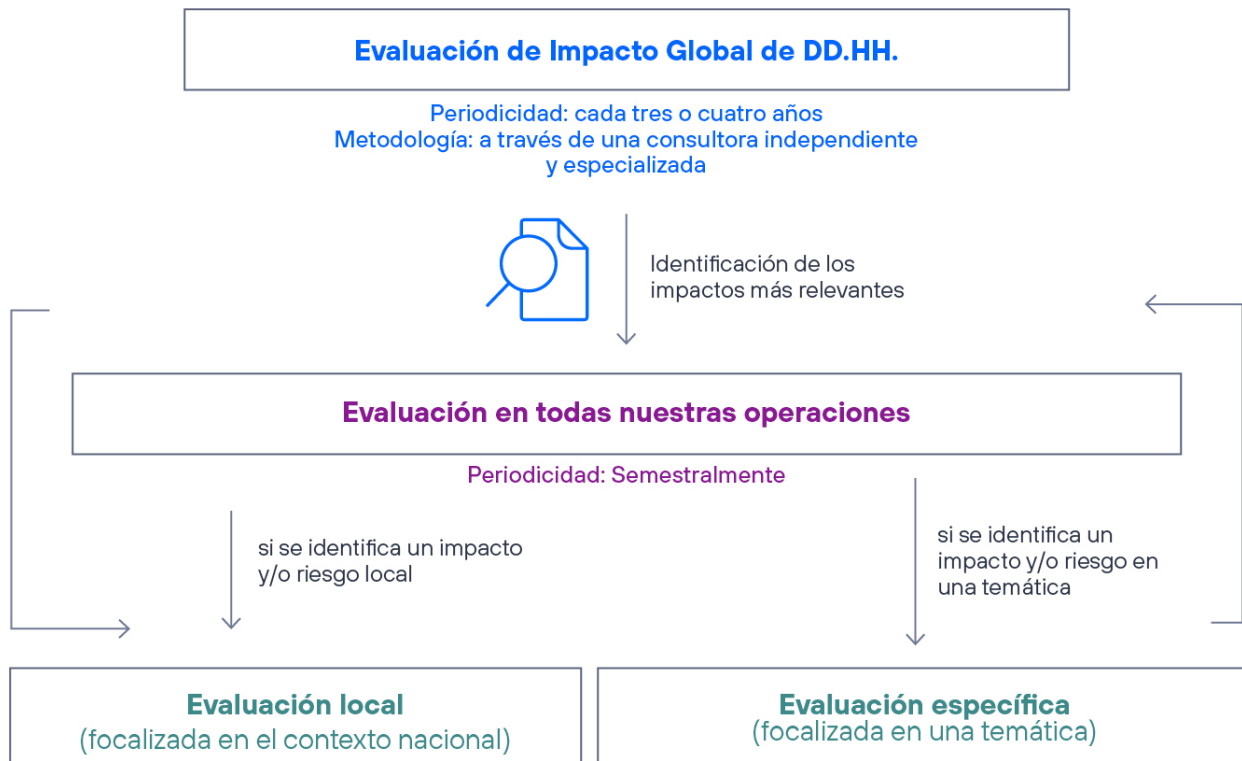 Evaluación de Impacto Global de DD.HH.
Periodicidad: cada tres o cuatro años
Metodología: a través de una consultora independiente
y especializada
Identificación de los
impactos más relevantes
Evaluación en todas nuestras operaciones
Periodicidad: Semestralmente
si se identifica un impacto
y/o riesgo local
si se identifica un
impacto y/o riesgo en
una temática
Evaluación local
(focalizada en el contexto nacional)
Evaluación específica
(focalizada en una temática)